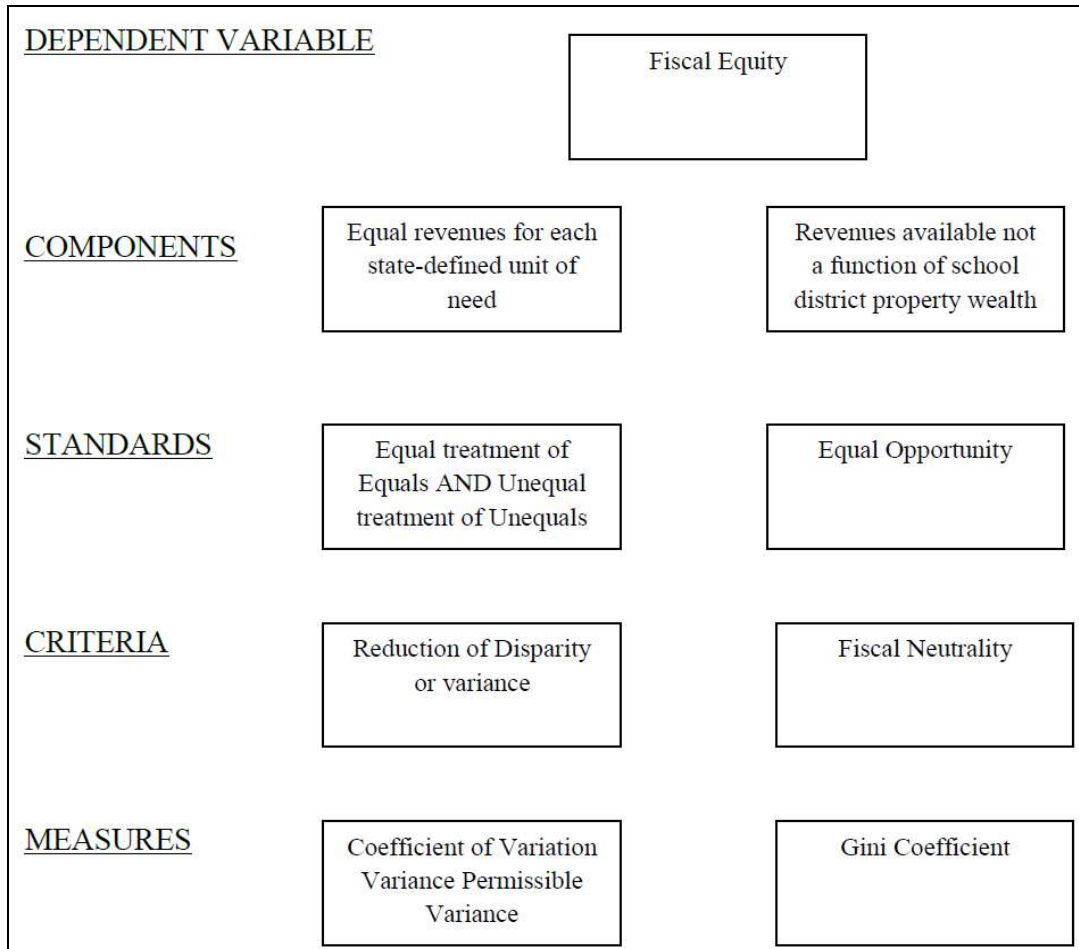 DEPENDENT VARIABLE
Fiscal Equity
COMPONENTS
Equal revenues for each
state-defined unit of
need
Revenues available not
a function of school
district property wealth
STANDARDS
Equal treatment of
Equals AND Unequal
treatment of Unequals
Equal Opportunity
CRITERIA
Reduction of Disparity
or variance
Fiscal Neutrality
MEASURES
Coefficient of Variation
Variance Permissible
Variance
Gini Coefficient